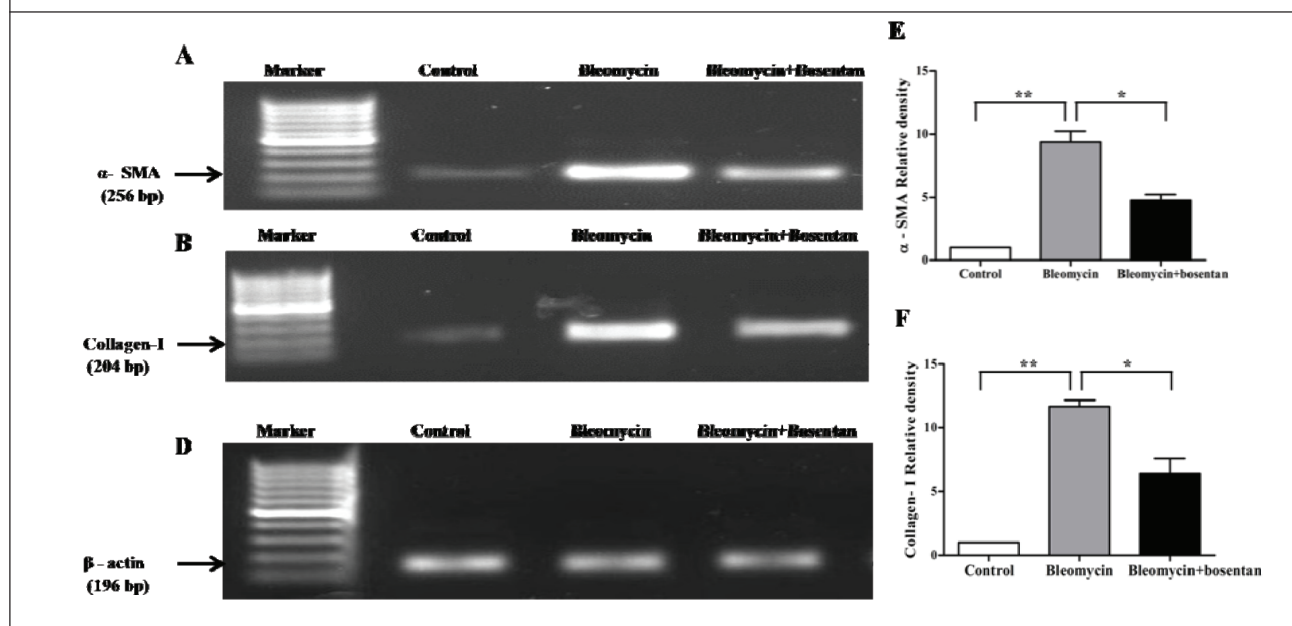 A
Marker Control Bleomycin Bleomycin+Bosentan
α- SMA
(256 bp)
B
Marker Control Bleomycin Bleomycin+Bosentan
Collagen-I
(204 bp)
D
Marker Control Bleomycin Bleomycin+Bosentan
β - actin
(196 bp)
E
α - SMA Relative density
15
10
5
0
** *
Control Bleomycin Bleomycin+bosentan
F
Collagen- I Relative density
15
10
5
0
** *
Control Bleomycin Bleomycin+bosentan